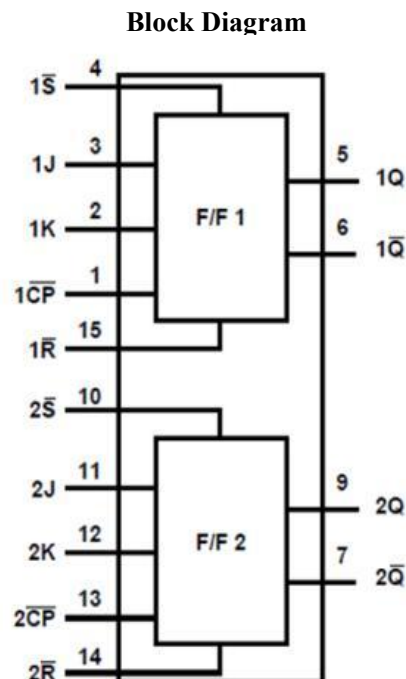 Block Diagram
1S̅ 4
1J 3
1K 2
1C̅P̅ 1
1R̅ 15
F/F 1
5 1Q
6 1Q̅
2S̅ 10
2J 11
2K 12
2C̅P̅ 13
2R̅ 14
F/F 2
9 2Q
7 2Q̅